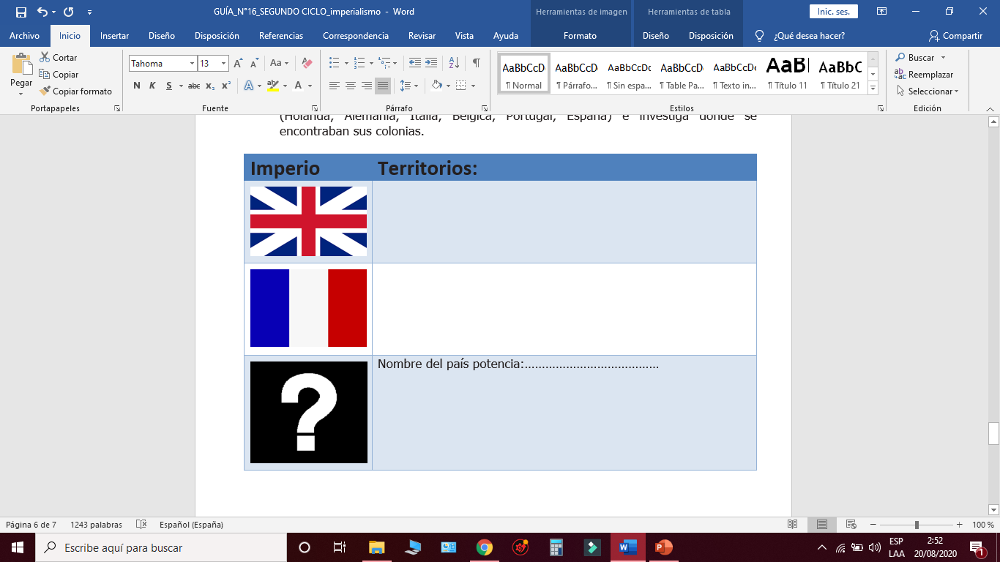 GUÍA_N°16_SEGUNDO CICLO_imperialismo - Word
Herramientas de imagen
Herramientas de tabla
Inic. ses.
Archivo Inicio Insertar Diseño Disposición Referencias Correspondencia Revisar Vista Ayuda Formato Diseño Disposición ¿Qué desea hacer? Compartir
Pegar
Cortar
Copiar
Copiar formato
Portapapeles
Tahoma 13
Aa
N K S abc x₂ x²
Fuente
Párrafo
AaBbCcDc AaBbCcDc AaBbCcDc AaBbCcD AaBbCcDc AaB AaBbC
¶ Normal ¶ Párrafo... ¶ Sin espa... ¶ Table Pa... ¶ Texto in... ¶ Título 11 ¶ Título 21
Estilos
Buscar
Reemplazar
Seleccionar
Edición
(Holanda, Alemania, Italia, Bélgica, Portugal, España) e investiga dónde se
encontraban sus colonias.
Imperio Territorios:
Nombre del país potencia:......................................
?
Página 6 de 7 1243 palabras Español (España) 100 %
Escribe aquí para buscar
ESP
LAA
2:52
20/08/2020
1